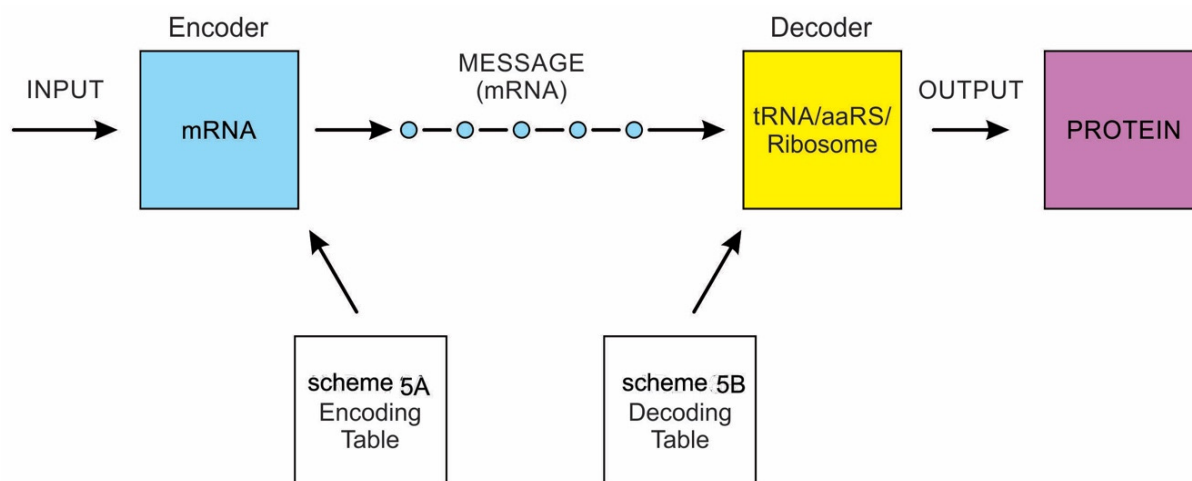 Encoder
Decoder
INPUT
MESSAGE
(mRNA)
OUTPUT
mRNA
tRNA/aaRS/
Ribosome
PROTEIN
scheme 5A
Encoding
Table
scheme 5B
Decoding
Table